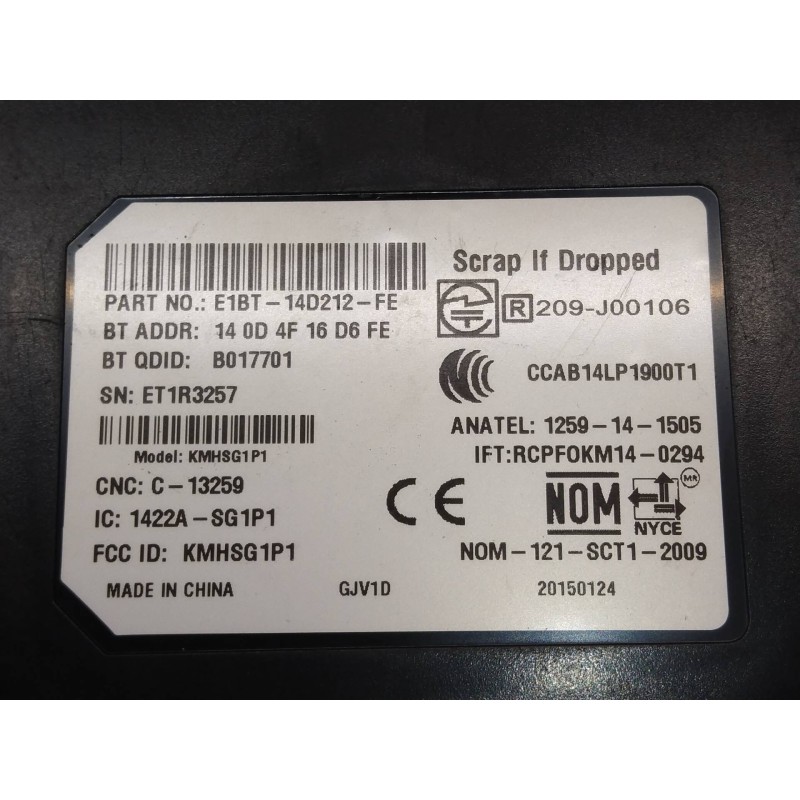 Scrap If Dropped
PART NO.: E1BT-14D212-FE
R 209-J00106
BT ADDR: 14 0D 4F 16 D6 FE
BT QDID: B017701
CCAB14LP1900T1
SN: ET1R3257
ANATEL: 1259-14-1505
Model: KMHSG1P1
IFT:RCPFOKM14-0294
CNC: C-13259
CE
NOM
MR
NYCE
IC: 1422A-SG1P1
FCC ID: KMHSG1P1
NOM-121-SCT1-2009
MADE IN CHINA
GJV1D
20150124